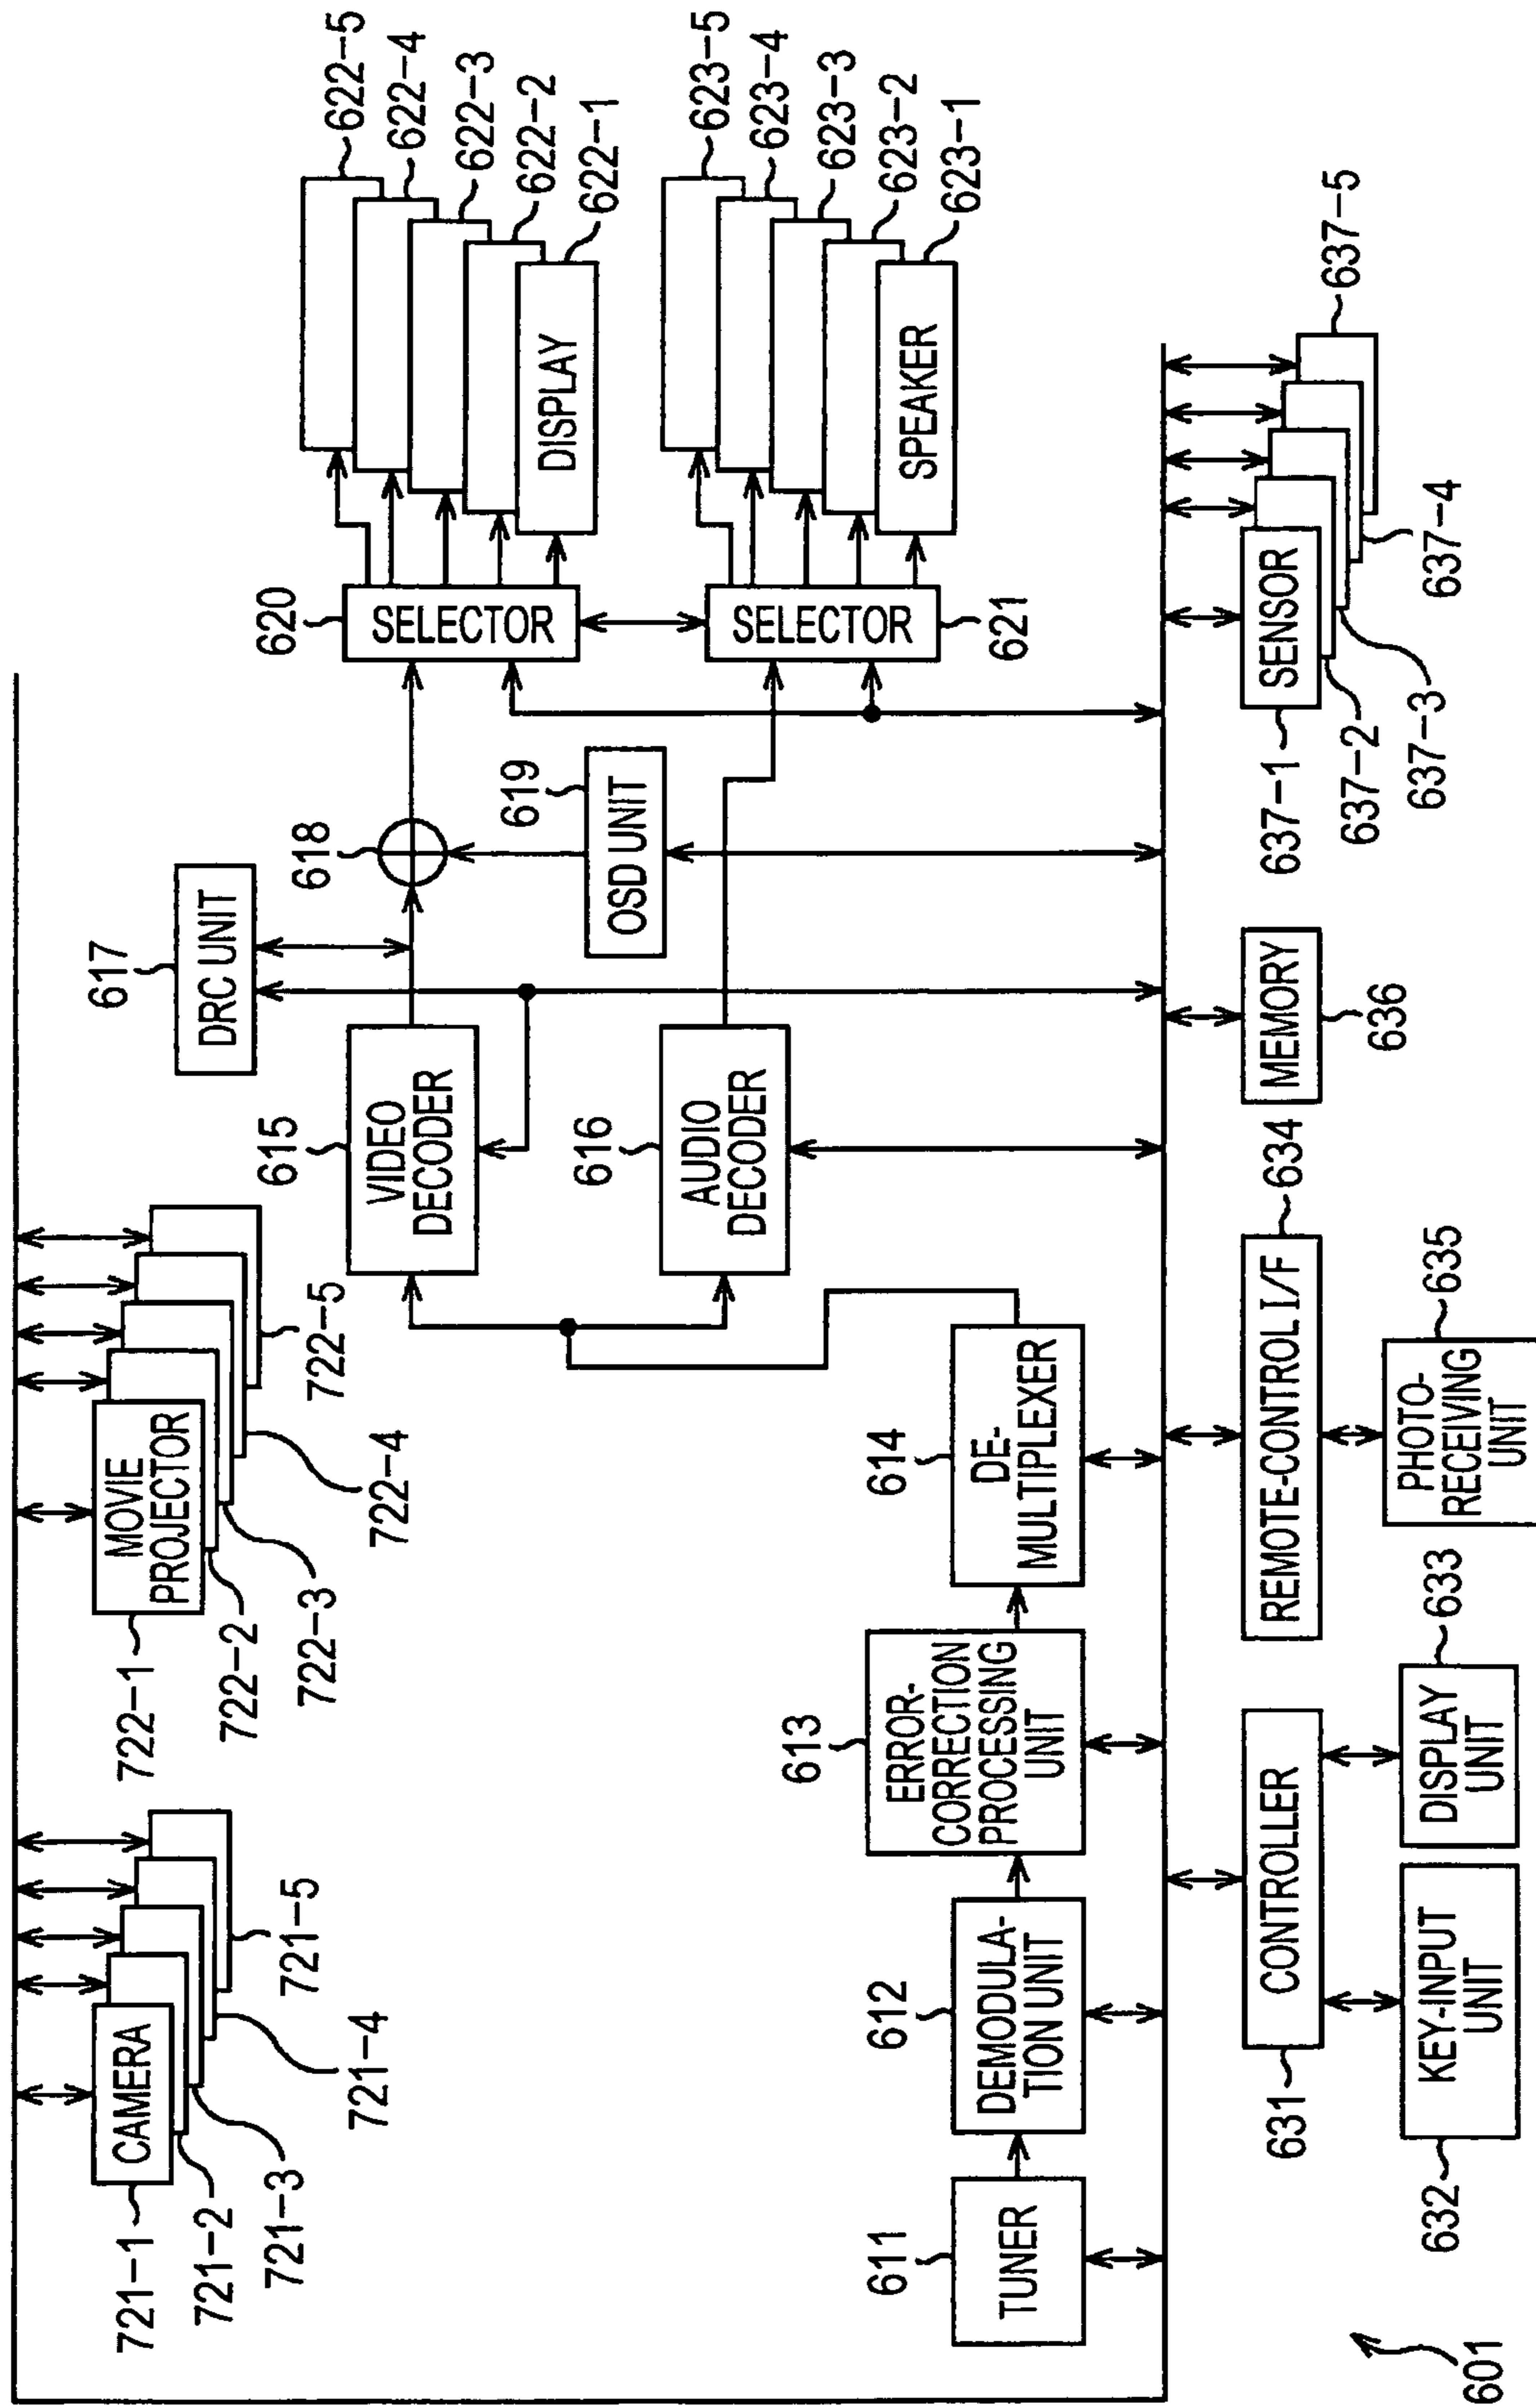 721-1
CAMERA
721-2
721-3
721-4
721-5
722-1
MOVIE
PROJECTOR
722-2
722-3
722-4
722-5
617
DRC UNIT
615
VIDEO
DECODER
618
620
SELECTOR
622-5
622-4
622-3
622-2
622-1
DISPLAY
616
AUDIO
DECODER
619
OSD UNIT
SELECTOR
621
623-5
623-4
623-3
623-2
623-1
SPEAKER
611
TUNER
612
DEMODULA-
TION UNIT
613
ERROR-
CORRECTION
PROCESSING
UNIT
614
DE-
MULTIPLEXER
631
CONTROLLER
632
KEY-INPUT
UNIT
633
DISPLAY
UNIT
634
REMOTE-CONTROL I/F
635
PHOTO-
RECEIVING
UNIT
MEMORY
636
637-1
SENSOR
637-2
637-3
637-4
637-5
601